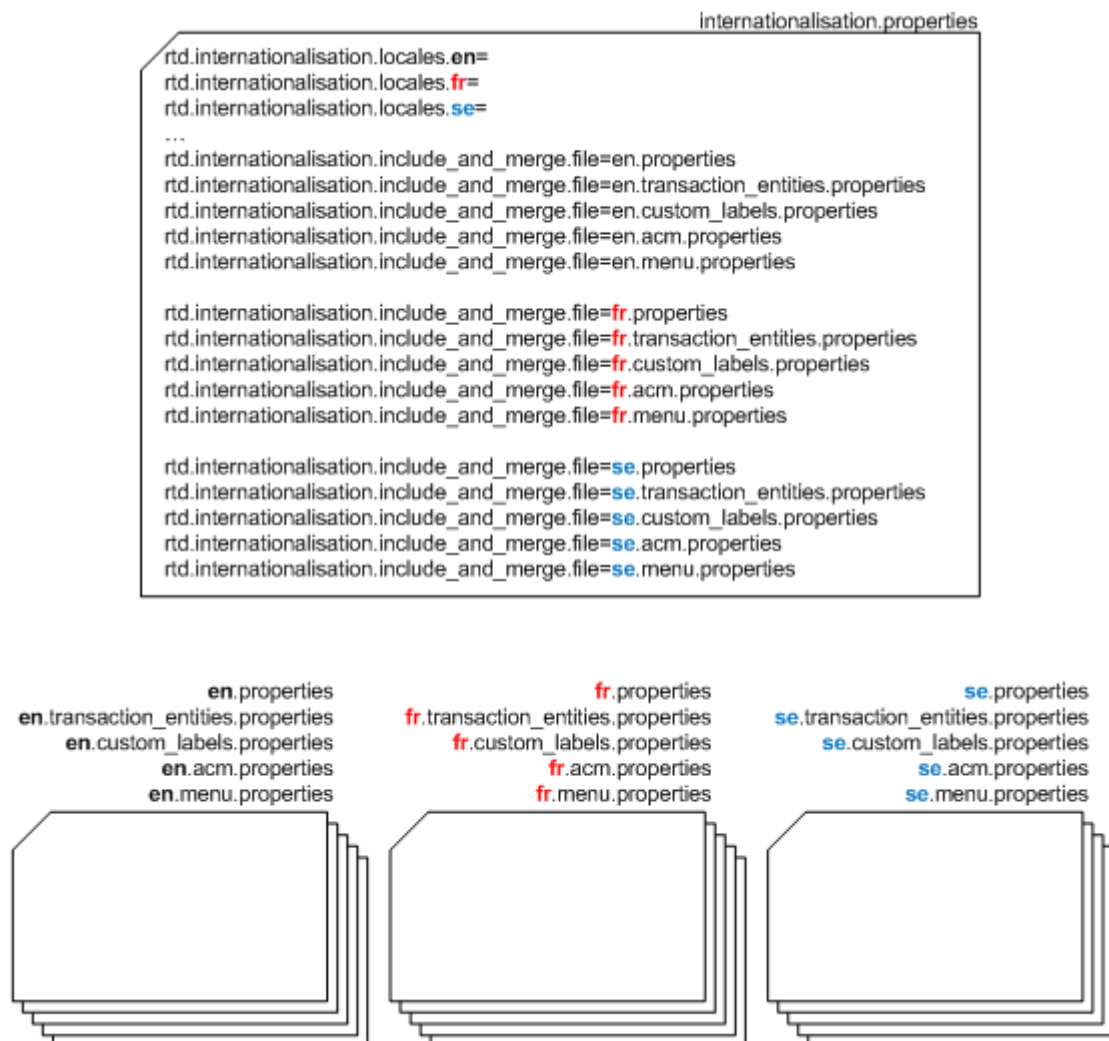 internationalisation.properties
rtd.internationalisation.locales.en=
rtd.internationalisation.locales.fr=
rtd.internationalisation.locales.se=
...
rtd.internationalisation.include_and_merge.file=en.properties
rtd.internationalisation.include_and_merge.file=en.transaction_entities.properties
rtd.internationalisation.include_and_merge.file=en.custom_labels.properties
rtd.internationalisation.include_and_merge.file=en.acm.properties
rtd.internationalisation.include_and_merge.file=en.menu.properties
rtd.internationalisation.include_and_merge.file=fr.properties
rtd.internationalisation.include_and_merge.file=fr.transaction_entities.properties
rtd.internationalisation.include_and_merge.file=fr.custom_labels.properties
rtd.internationalisation.include_and_merge.file=fr.acm.properties
rtd.internationalisation.include_and_merge.file=fr.menu.properties
rtd.internationalisation.include_and_merge.file=se.properties
rtd.internationalisation.include_and_merge.file=se.transaction_entities.properties
rtd.internationalisation.include_and_merge.file=se.custom_labels.properties
rtd.internationalisation.include_and_merge.file=se.acm.properties
rtd.internationalisation.include_and_merge.file=se.menu.properties
en.properties
en.transaction_entities.properties
en.custom_labels.properties
en.acm.properties
en.menu.properties
fr.properties
fr.transaction_entities.properties
fr.custom_labels.properties
fr.acm.properties
fr.menu.properties
se.properties
se.transaction_entities.properties
se.custom_labels.properties
se.acm.properties
se.menu.properties